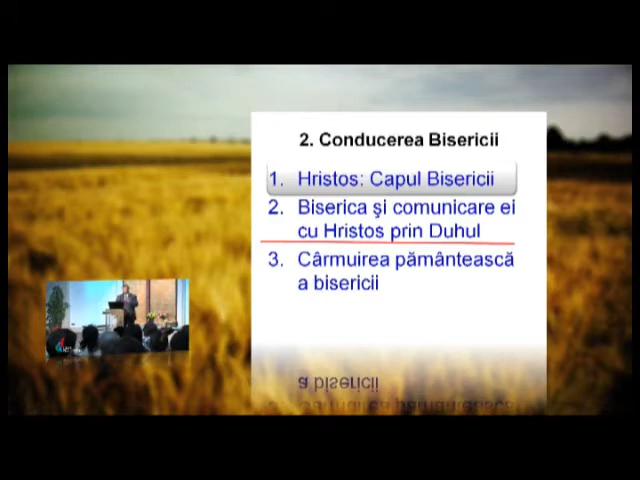 2. Conducerea Bisericii
1. Hristos: Capul Bisericii
2. Biserica şi comunicare ei
cu Hristos prin Duhul
3. Cârmuirea pământească
a bisericii